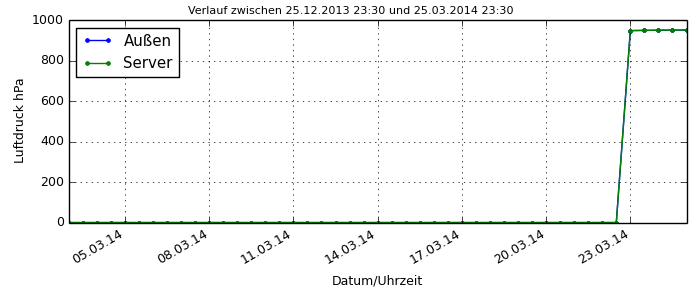 Verlauf zwischen 25.12.2013 23:30 und 25.03.2014 23:30
1000
800
600
400
200
0
Luftdruck hPa
Außen
Server
05.03.14
08.03.14
11.03.14
14.03.14
17.03.14
20.03.14
23.03.14
Datum/Uhrzeit